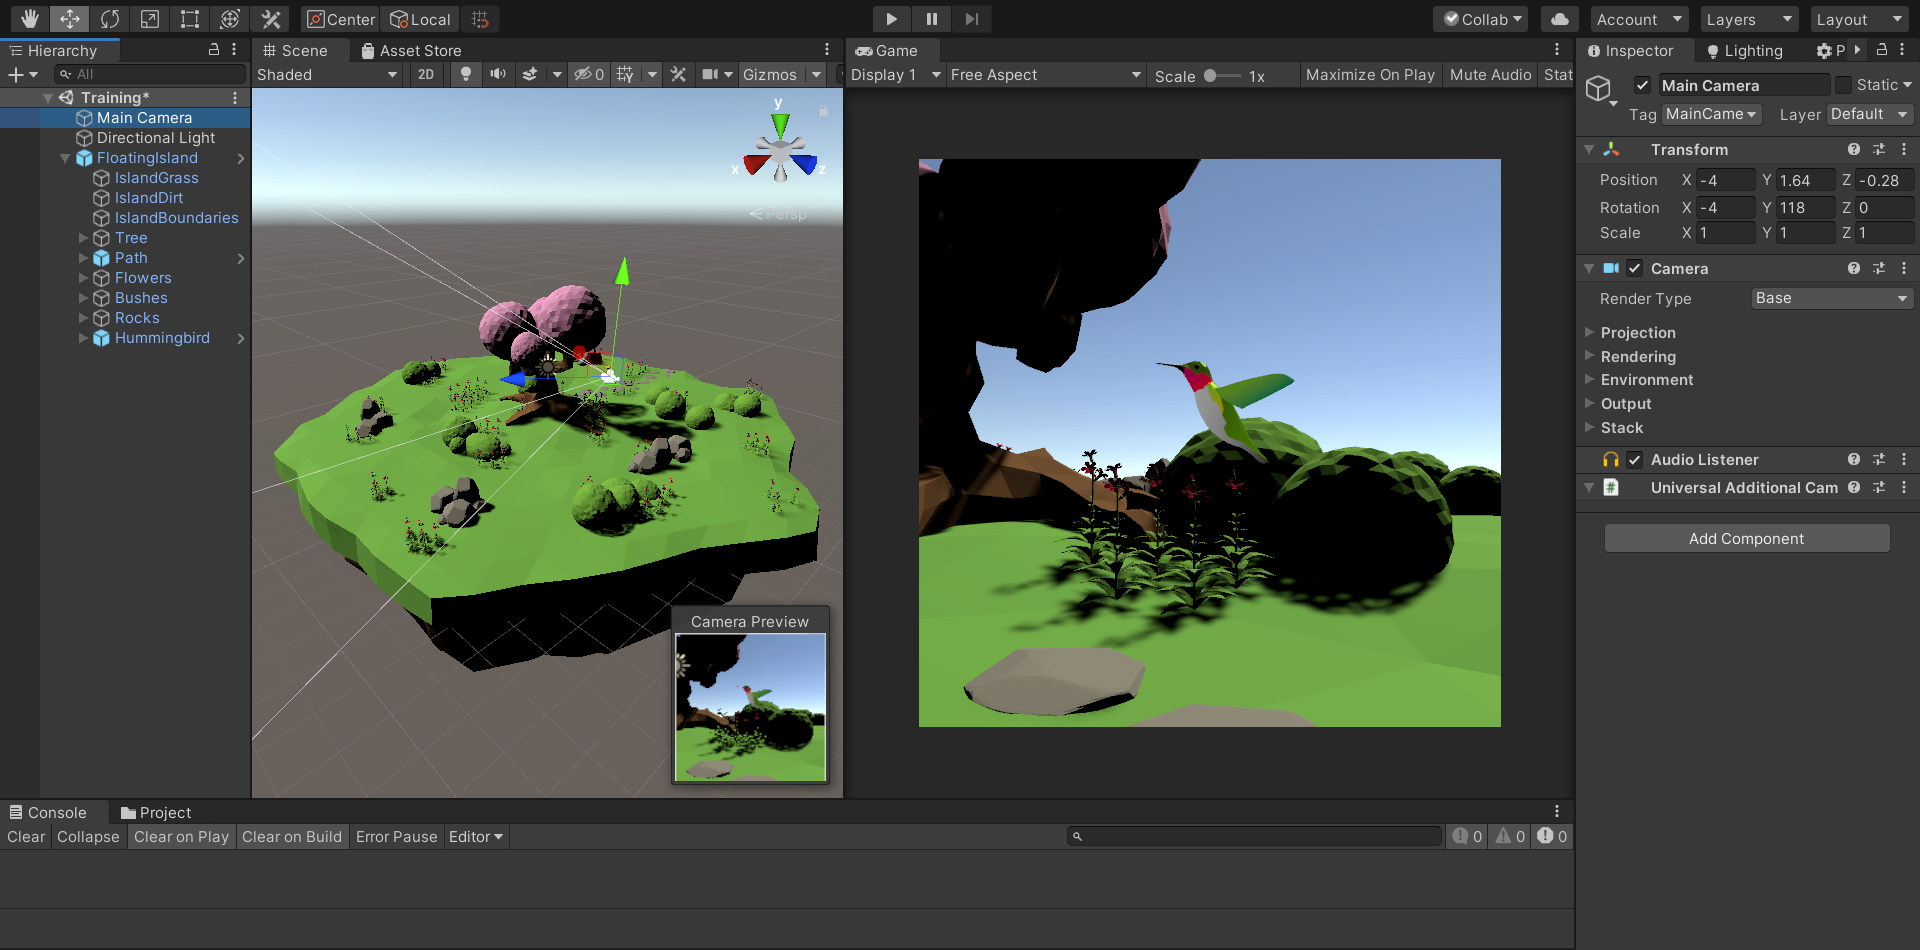 Center
Local
Collab
Account
Layers
Layout
Hierarchy
All
Training*
Main Camera
Directional Light
FloatingIsland
IslandGrass
IslandDirt
IslandBoundaries
Tree
Path
Flowers
Bushes
Rocks
Hummingbird
Scene
Asset Store
Shaded
2D
0
Gizmos
y
x
z
Persp
Camera Preview
Game
Display 1
Free Aspect
Scale
1x
Maximize On Play
Mute Audio
Stat
Inspector
Lighting
P
Main Camera
Static
Tag
MainCame
Layer
Default
Transform
Position X -4 Y 1.64 Z -0.28
Rotation X -4 Y 118 Z 0
Scale X 1 Y 1 Z 1
Camera
Render Type
Base
Projection
Rendering
Environment
Output
Stack
Audio Listener
#
Universal Additional Cam
Add Component
Console
Project
Clear
Collapse
Clear on Play
Clear on Build
Error Pause
Editor
0
0
0